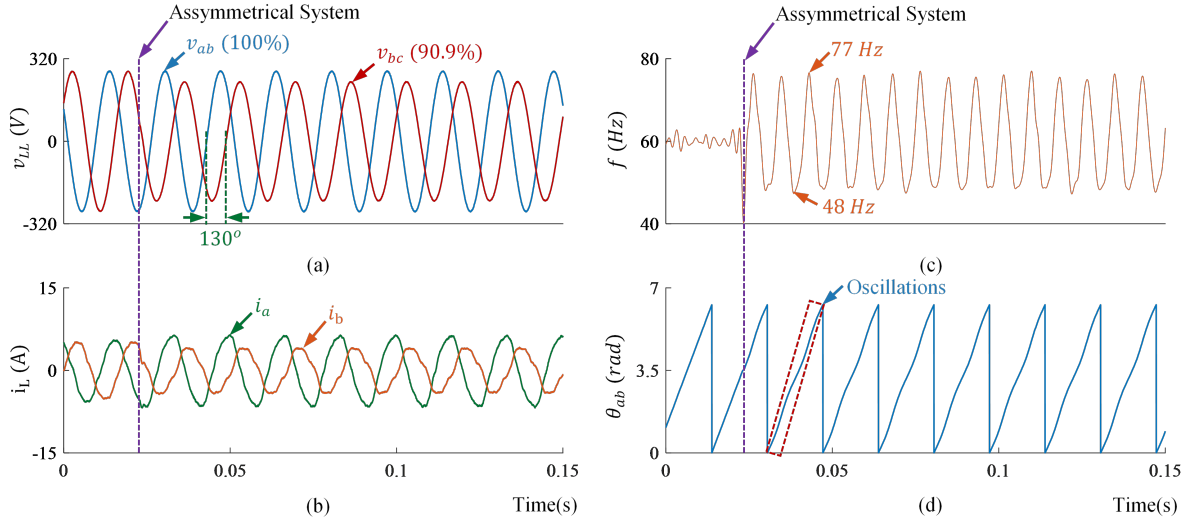 (a)
Assymmetrical System
v_ab (100%)
v_bc (90.9%)
320
0
-320
v_LL (V)
130°
(c)
Assymmetrical System
77 Hz
48 Hz
80
60
40
f (Hz)
(b)
i_a
i_b
15
0
-15
i_L (A)
0
0.05
0.1
0.15
Time(s)
(d)
Oscillations
7
3.5
0
θ_ab (rad)
0
0.05
0.1
0.15
Time(s)